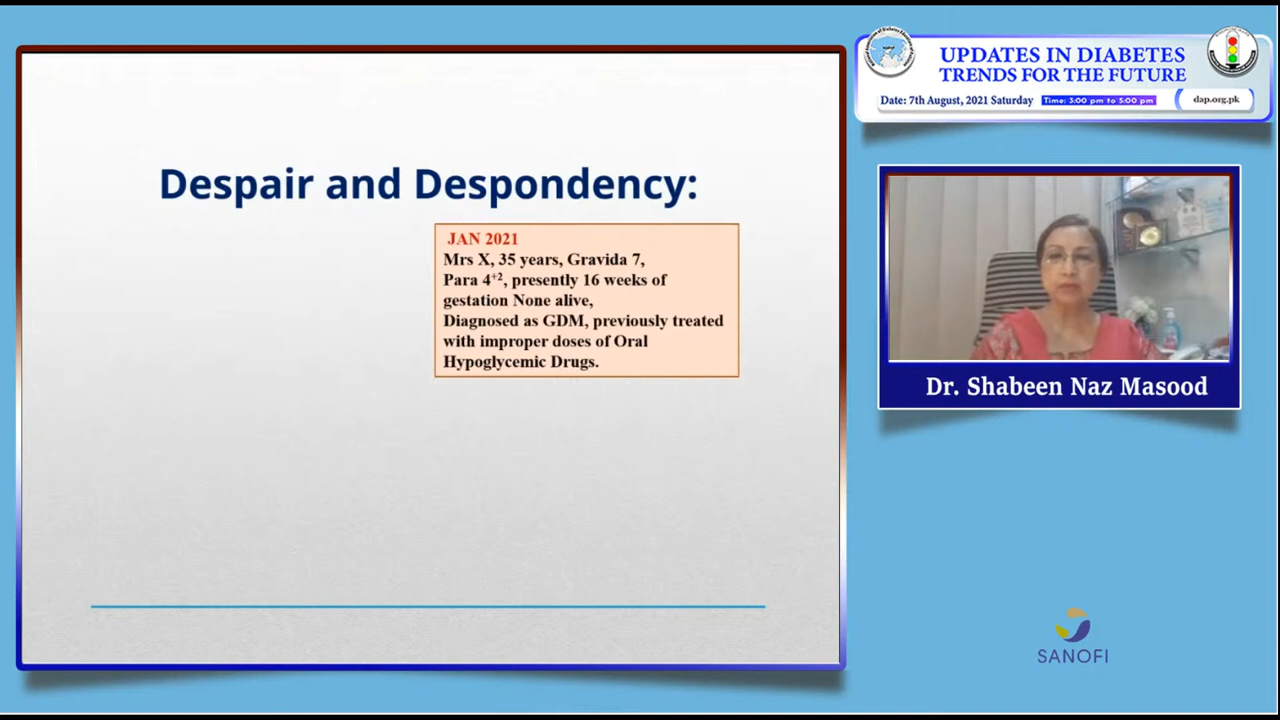 Despair and Despondency:
JAN 2021
Mrs X, 35 years, Gravida 7,
Para 4⁺², presently 16 weeks of
gestation None alive,
Diagnosed as GDM, previously treated
with improper doses of Oral
Hypoglycemic Drugs.
UPDATES IN DIABETES
TRENDS FOR THE FUTURE
Date: 7th August, 2021 Saturday
Time: 3:00 pm to 5:00 pm
dap.org.pk
Dr. Shabeen Naz Masood
SANOFI